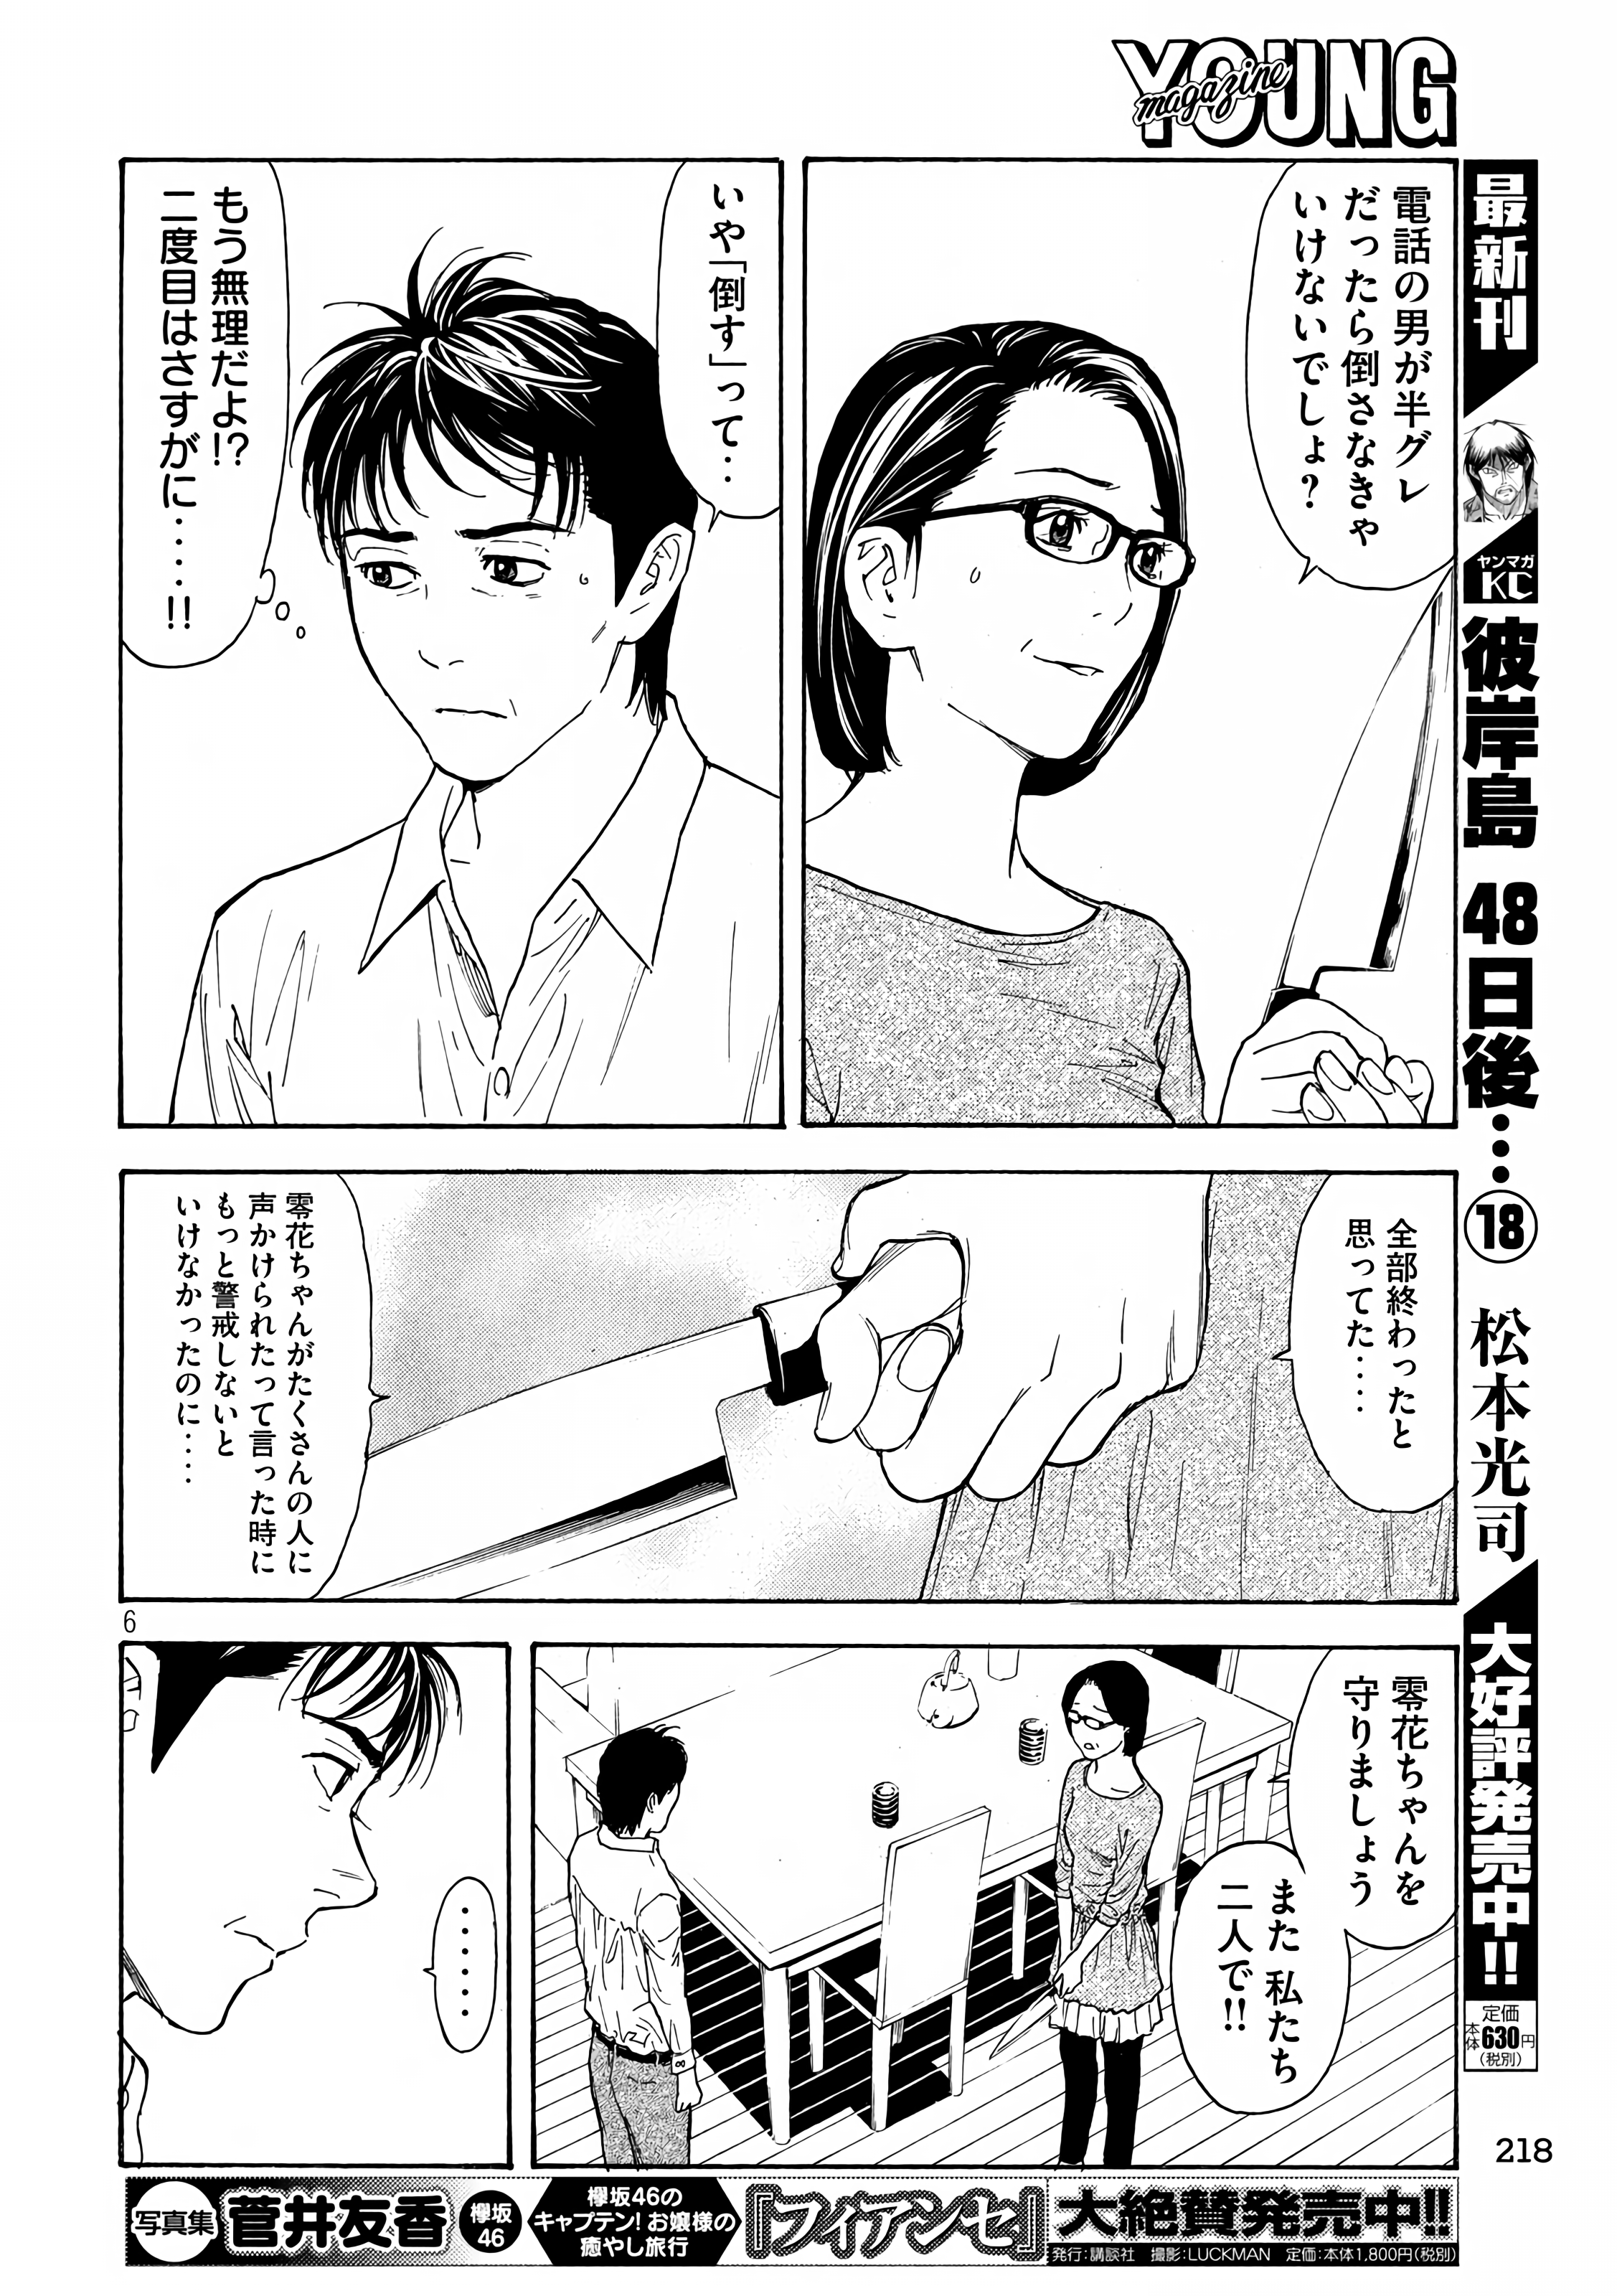 YOUNG
magazine
電話の男が半グレ
だったら倒さなきゃ
いけないでしょ？
いや「倒す」って‥
もう無理だよ!?
二度目はさすがに‥‥‥!!
全部終わったと
思ってた‥‥
零花ちゃんがたくさんの人に
声かけられたって言った時に
もっと警戒しないと
いけなかったのに‥‥
6
零花ちゃんを
守りましょう
また 私たち
二人で!!
‥‥‥
最新刊
ヤンマガ
KC
彼岸島 48日後…⑱
松本光司
大好評発売中!!
定価
本体630円
(税別)
218
写真集
菅井友香
欅坂
46
欅坂46の
キャプテン! お嬢様の
癒やし旅行
『フィアンセ』
大絶賛発売中!!
発行：講談社 撮影：LUCKMAN 定価：本体1,800円(税別)